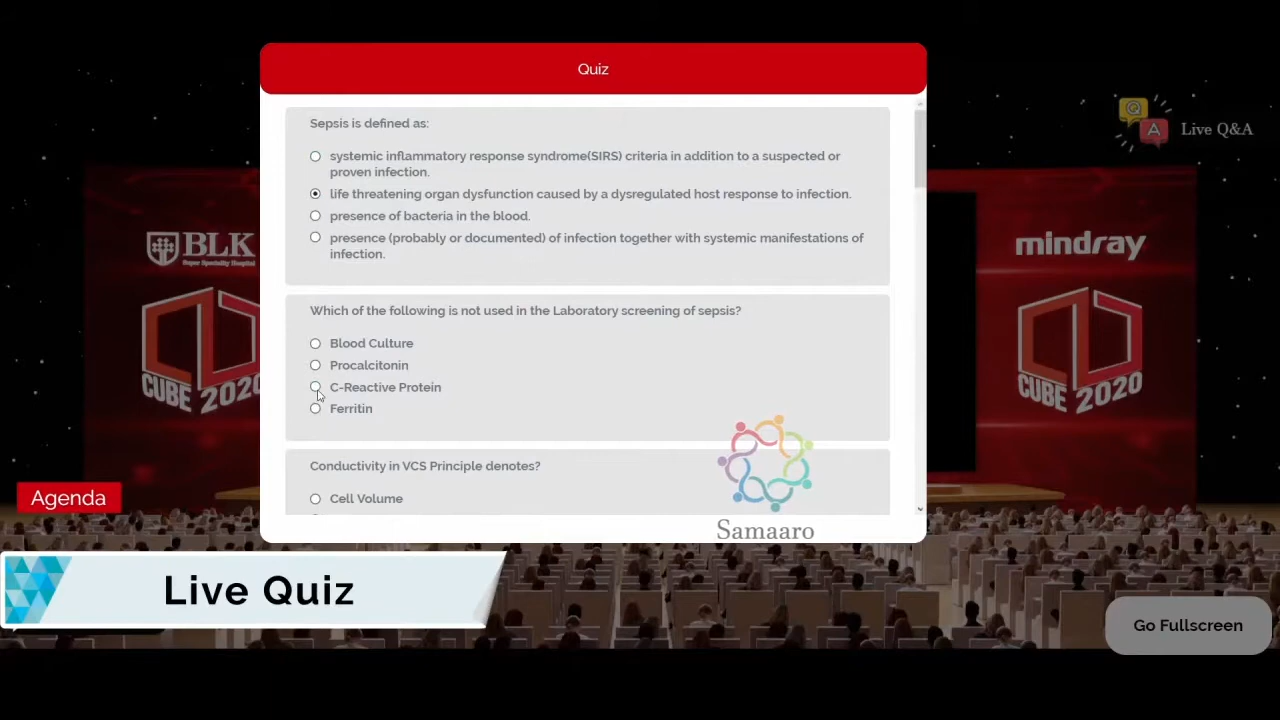 Quiz
Sepsis is defined as:
systemic inflammatory response syndrome(SIRS) criteria in addition to a suspected or
proven infection.
life threatening organ dysfunction caused by a dysregulated host response to infection.
presence of bacteria in the blood.
presence (probably or documented) of infection together with systemic manifestations of
infection.
Which of the following is not used in the Laboratory screening of sepsis?
Blood Culture
Procalcitonin
C-Reactive Protein
Ferritin
Conductivity in VCS Principle denotes?
Cell Volume
Samaaro
Q
A
Live Q&A
BLK
Super Speciality Hospital
CUBE 2020
mindray
CUBE 2020
Agenda
Live Quiz
Go Fullscreen